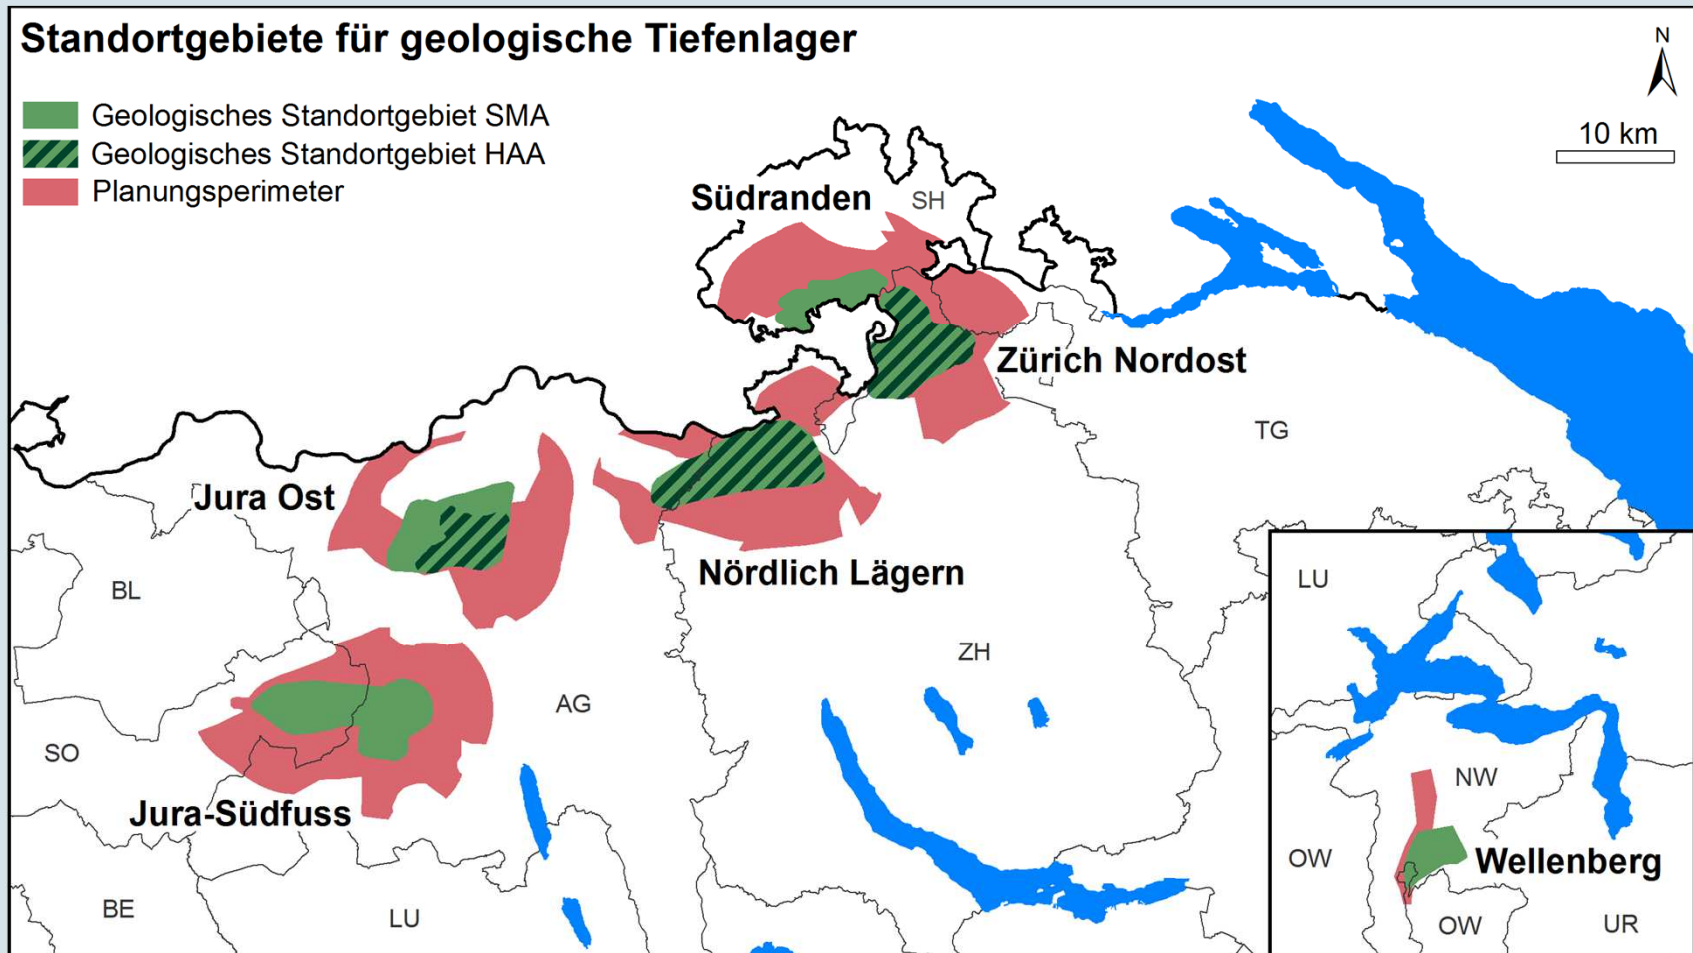 Standortgebiete für geologische Tiefenlager
N
Geologisches Standortgebiet SMA
Geologisches Standortgebiet HAA
Planungsperimeter
10 km
Südranden
SH
Zürich Nordost
TG
Jura Ost
Nördlich Lägern
BL
LU
ZH
AG
SO
NW
Jura-Südfuss
OW
Wellenberg
BE
LU
OW
UR